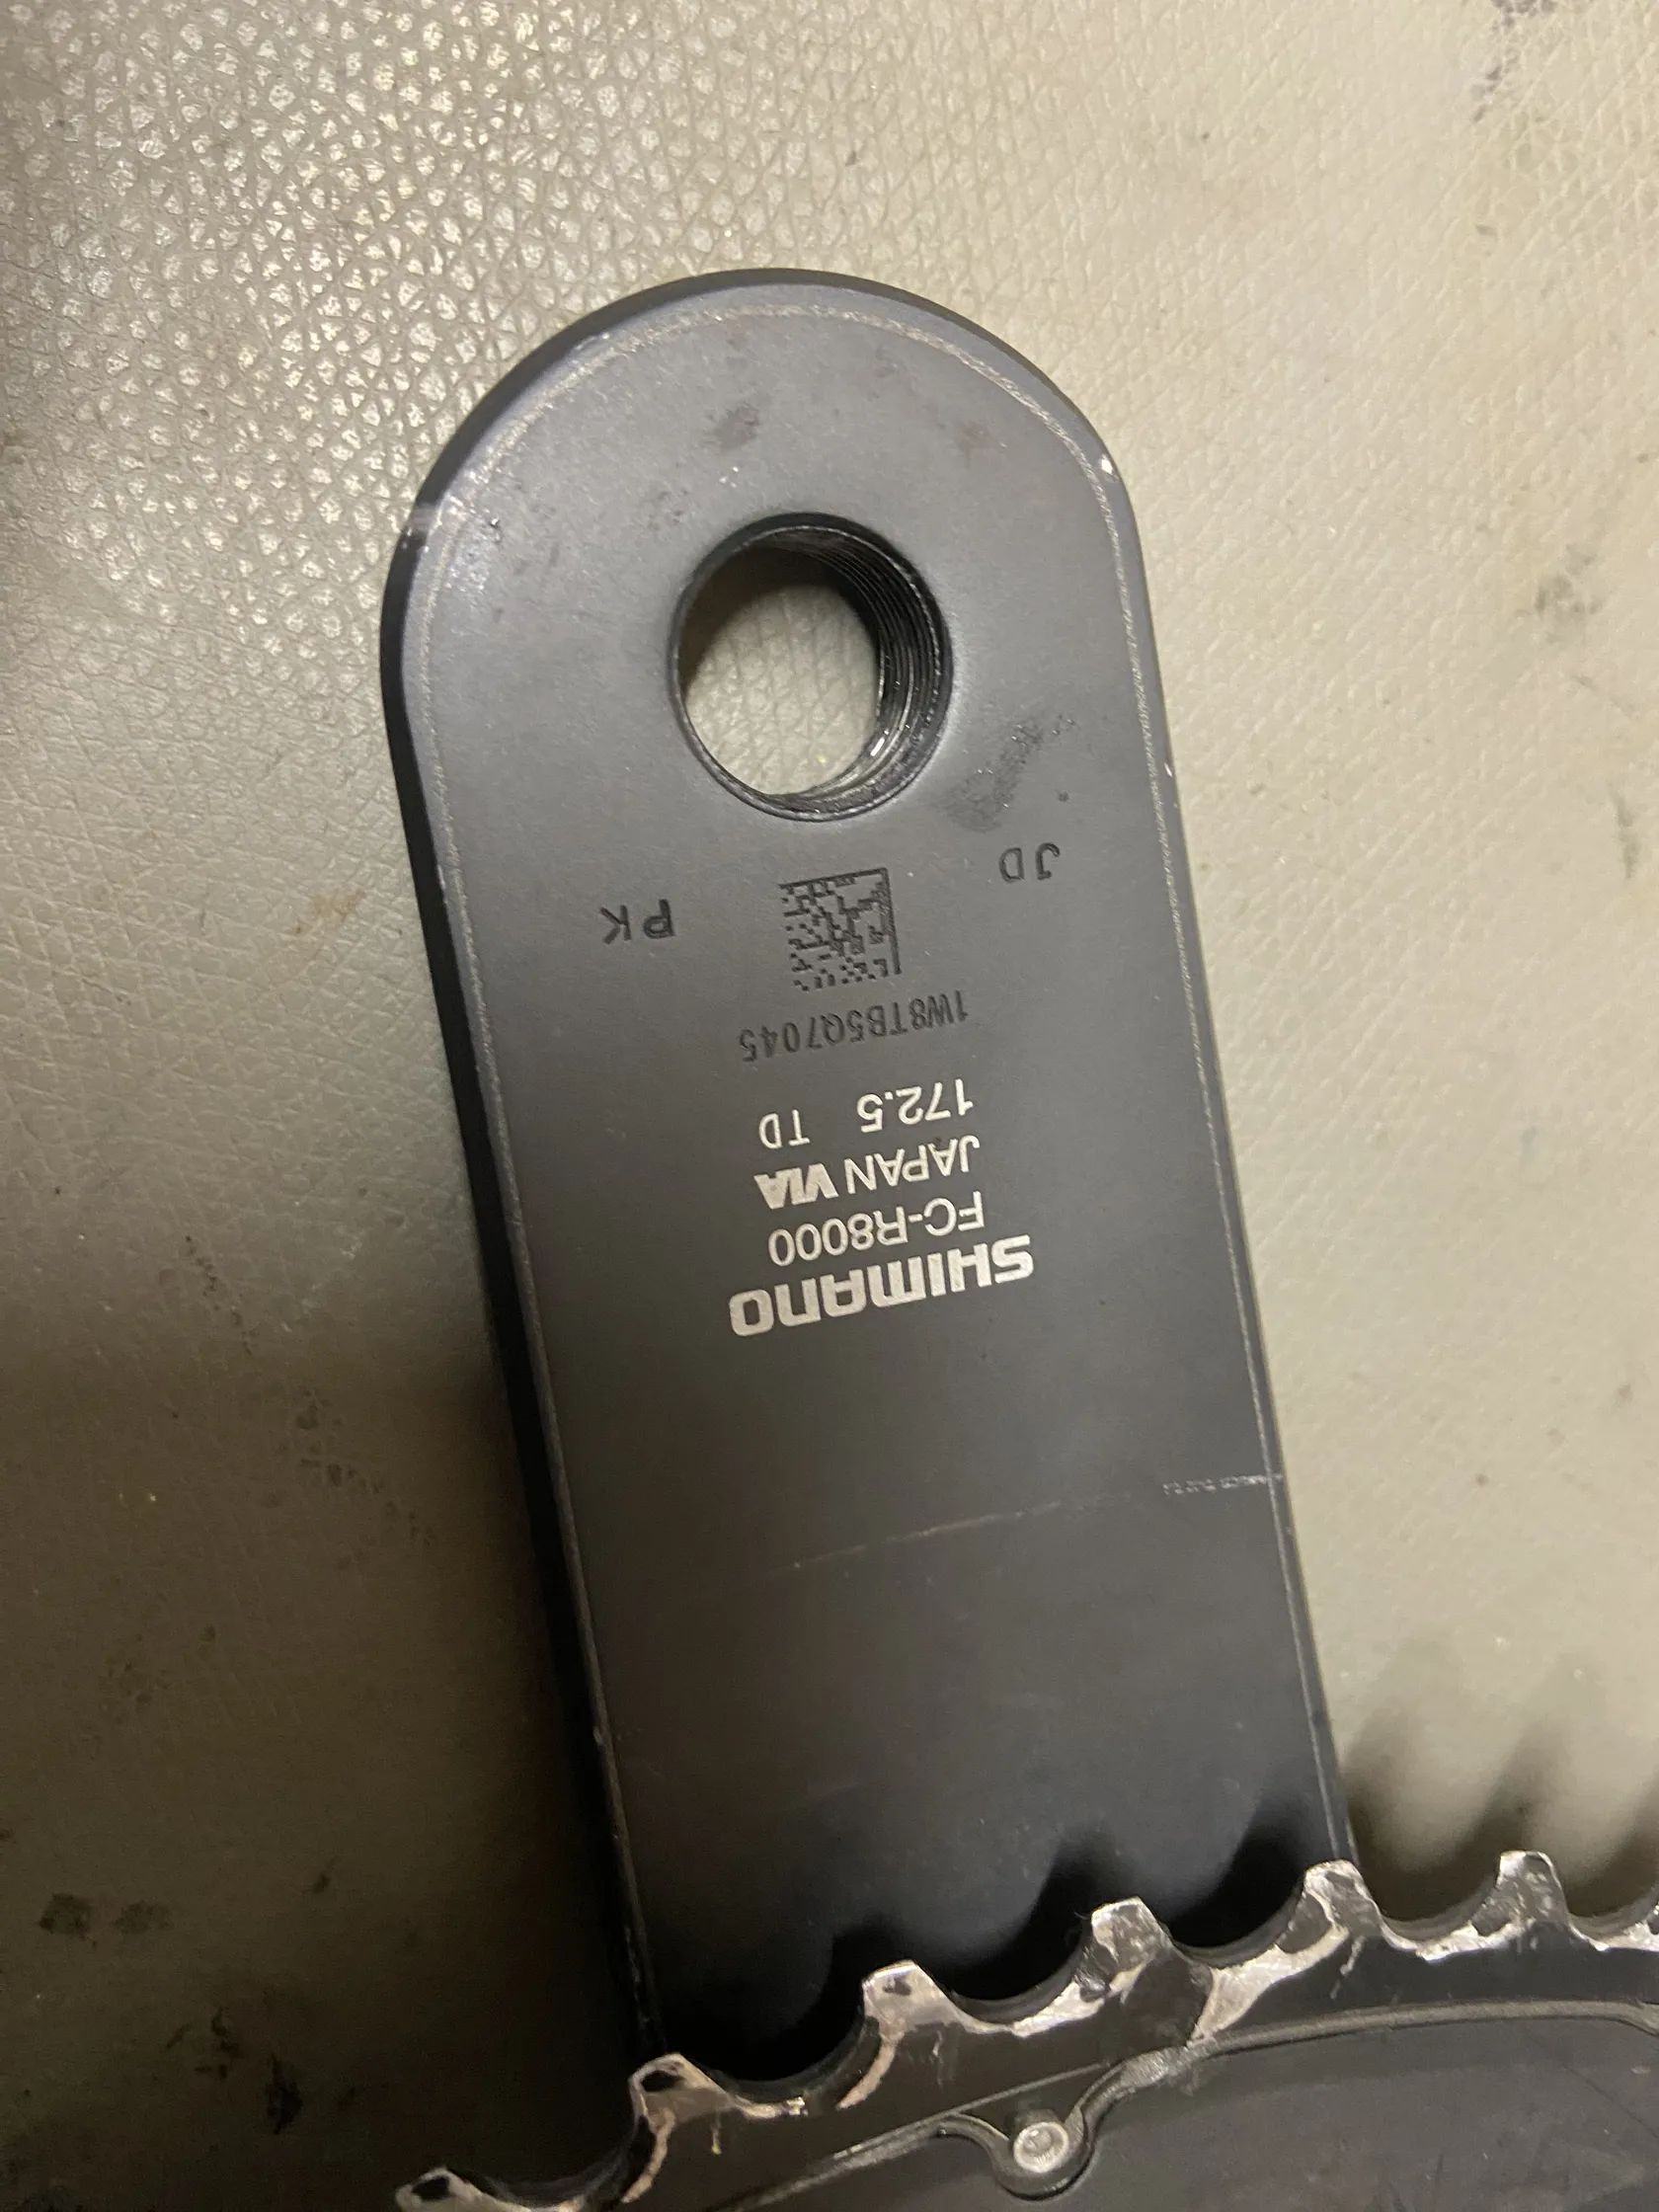 SHIMANO
FC-R8000
JAPAN VIA
172.5 TD
1W8TB5Q7045
JD PK